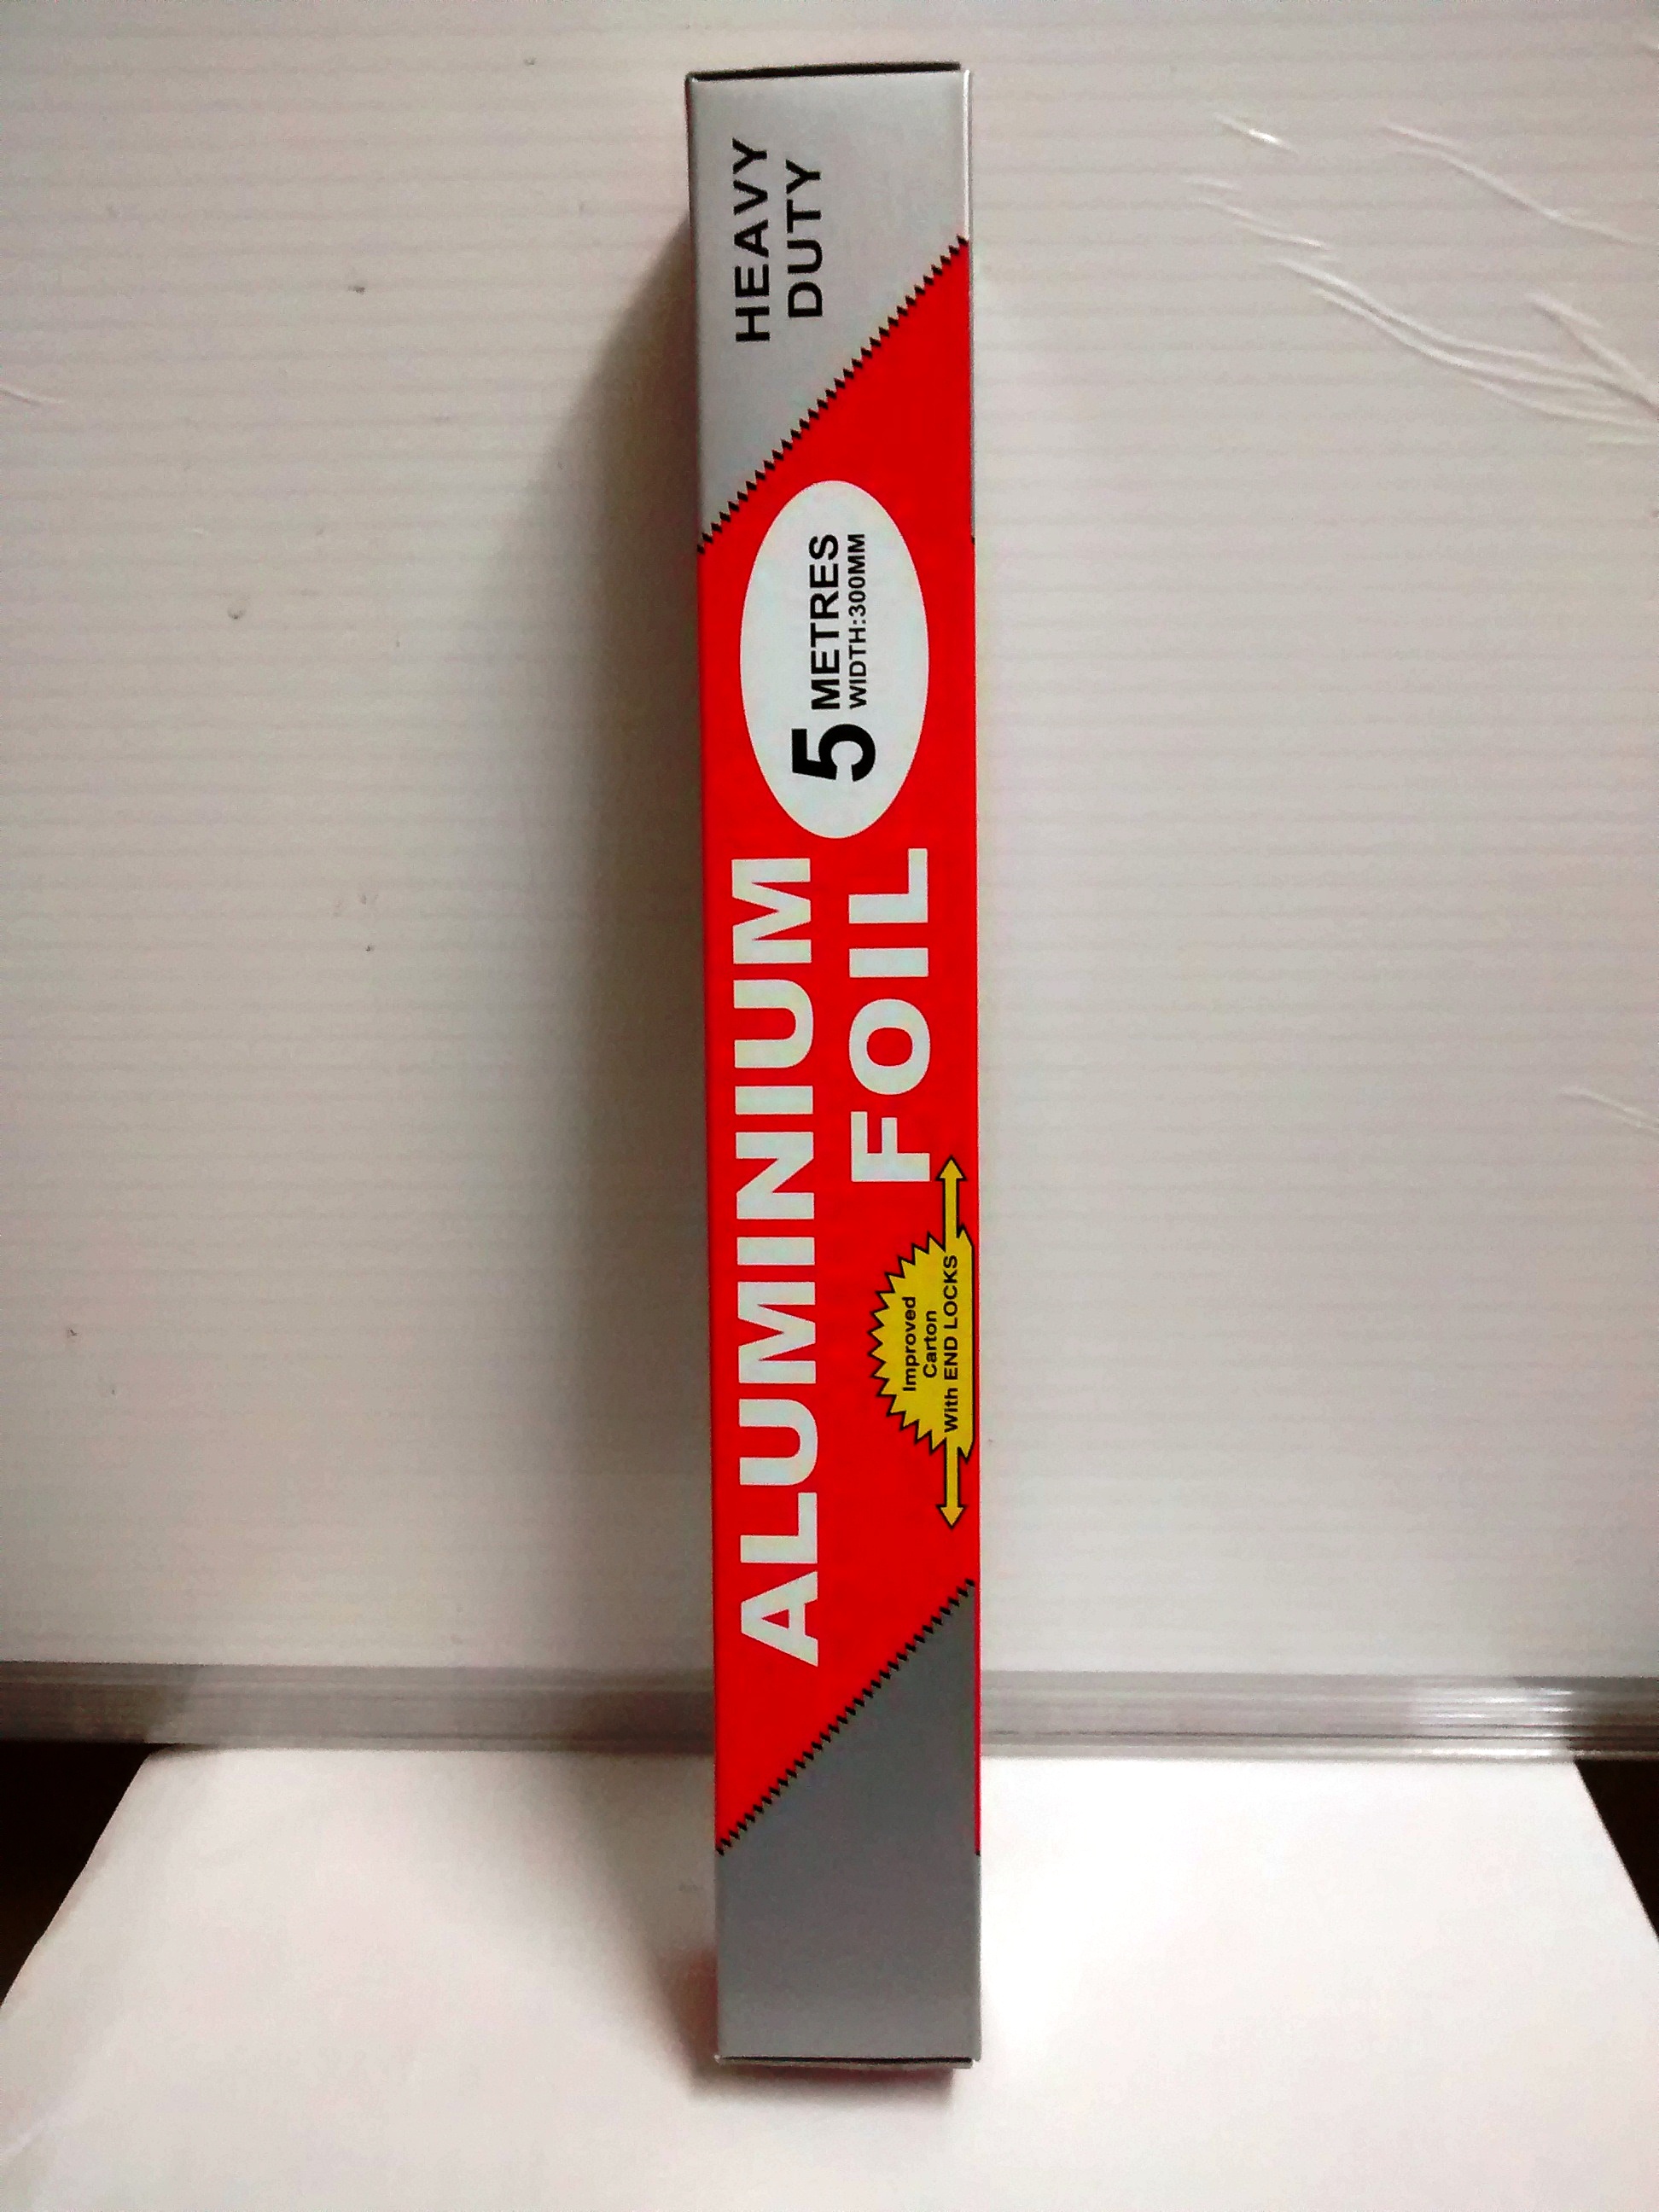 HEAVY
DUTY
5 METRES
WIDTH:300MM
ALUMINIUM
FOIL
Improved
Carton
With END LOCKS